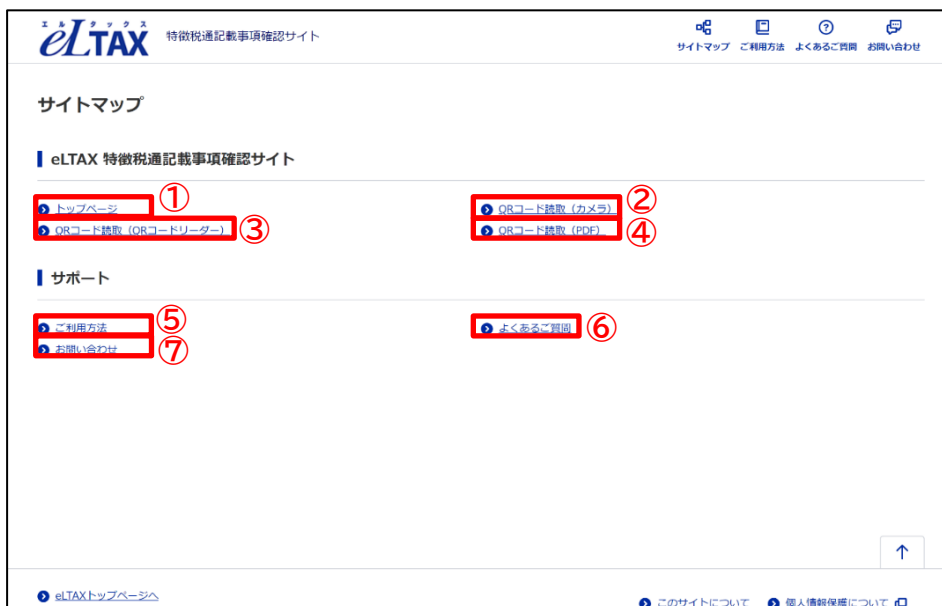 エルタックス
eLTAX 特徴税通記載事項確認サイト
サイトマップ ご利用方法 よくあるご質問 お問い合わせ
サイトマップ
eLTAX 特徴税通記載事項確認サイト
トップページ ① QRコード読取（カメラ） ②
QRコード読取（QRコードリーダー） ③ QRコード読取（PDF） ④
サポート
ご利用方法 ⑤ よくあるご質問 ⑥
お問い合わせ ⑦
eLTAXトップページへ
このサイトについて 個人情報保護について